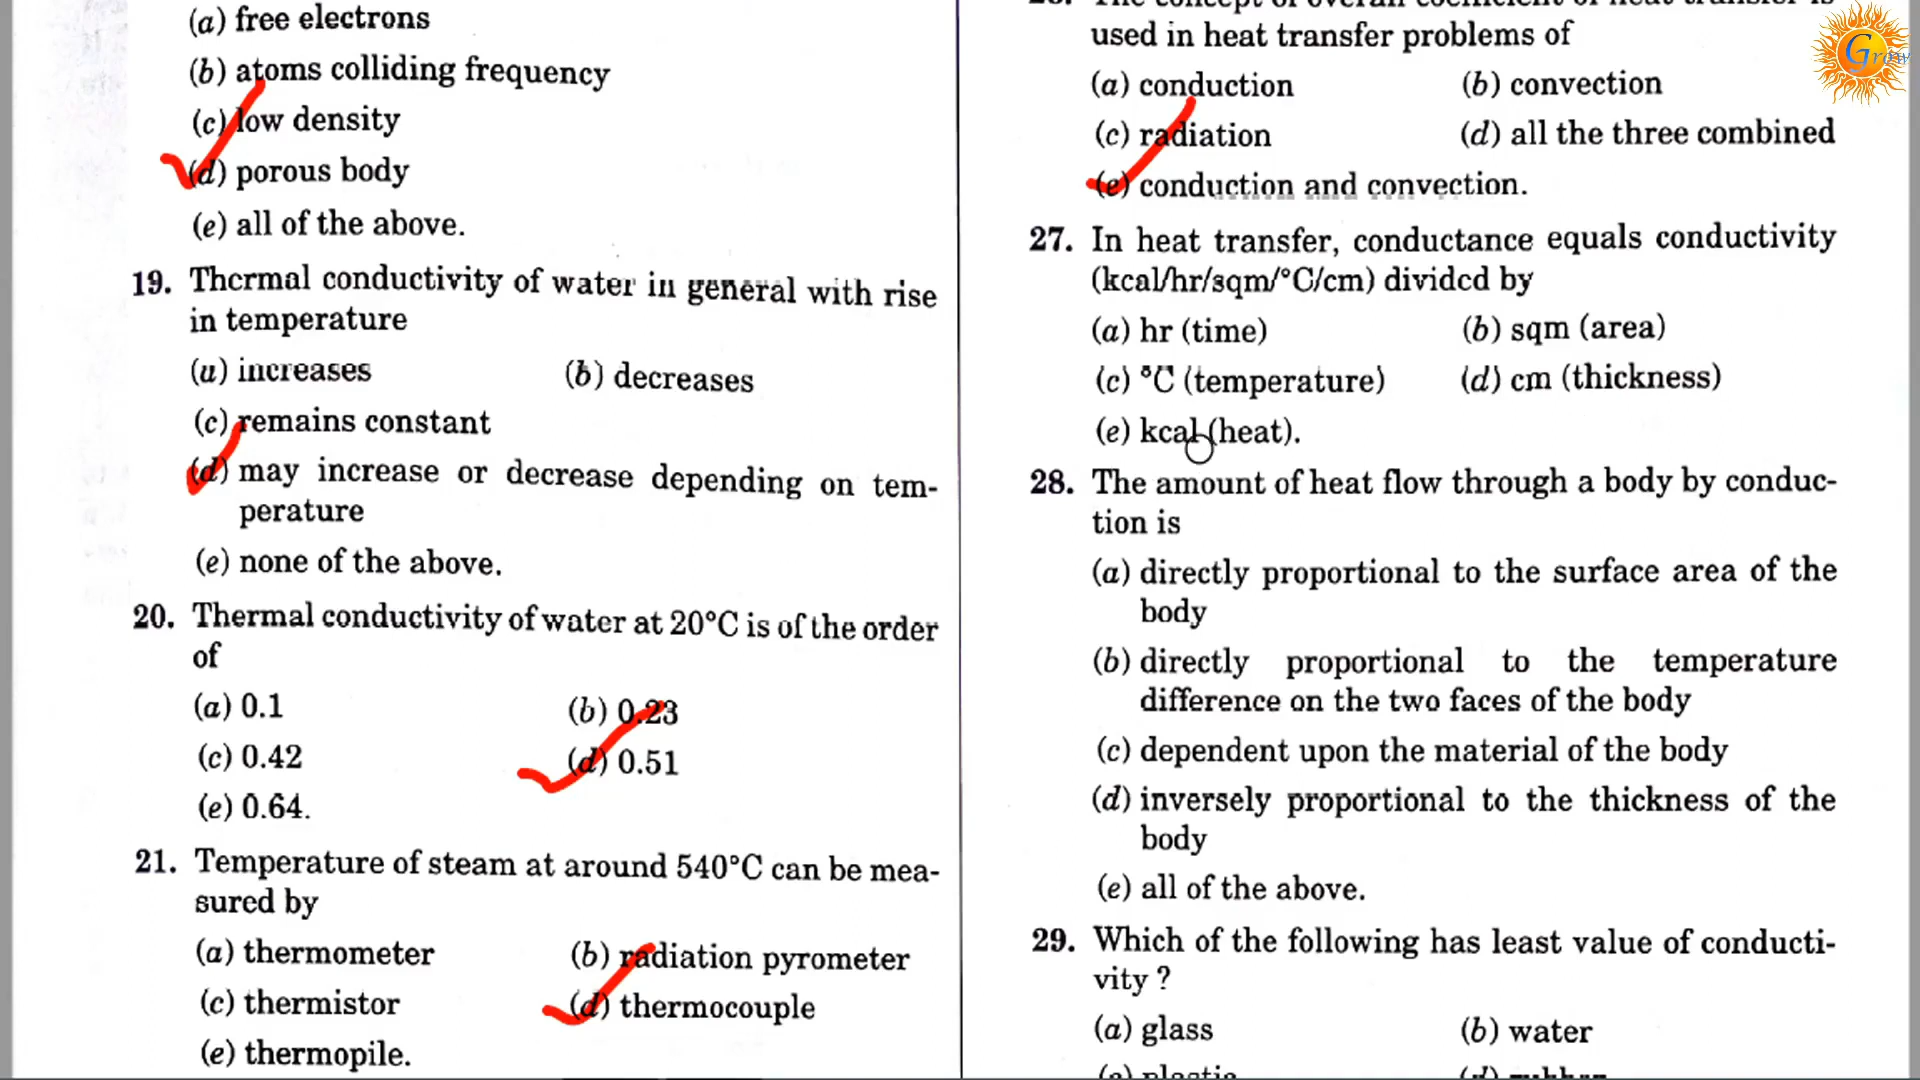 (a) free electrons
(b) atoms colliding frequency
(c) low density
(d) porous body
(e) all of the above.
19. Thermal conductivity of water in general with rise
in temperature
(a) increases (b) decreases
(c) remains constant
(d) may increase or decrease depending on tem-
perature
(e) none of the above.
20. Thermal conductivity of water at 20°C is of the order
of
(a) 0.1 (b) 0.23
(c) 0.42 (d) 0.51
(e) 0.64.
21. Temperature of steam at around 540°C can be mea-
sured by
(a) thermometer (b) radiation pyrometer
(c) thermistor (d) thermocouple
(e) thermopile.
used in heat transfer problems of
(a) conduction (b) convection
(c) radiation (d) all the three combined
(e) conduction and convection.
27. In heat transfer, conductance equals conductivity
(kcal/hr/sqm/°C/cm) divided by
(a) hr (time) (b) sqm (area)
(c) °C (temperature) (d) cm (thickness)
(e) kcal (heat).
28. The amount of heat flow through a body by conduc-
tion is
(a) directly proportional to the surface area of the
body
(b) directly proportional to the temperature
difference on the two faces of the body
(c) dependent upon the material of the body
(d) inversely proportional to the thickness of the
body
(e) all of the above.
29. Which of the following has least value of conducti-
vity ?
(a) glass (b) water
Grow